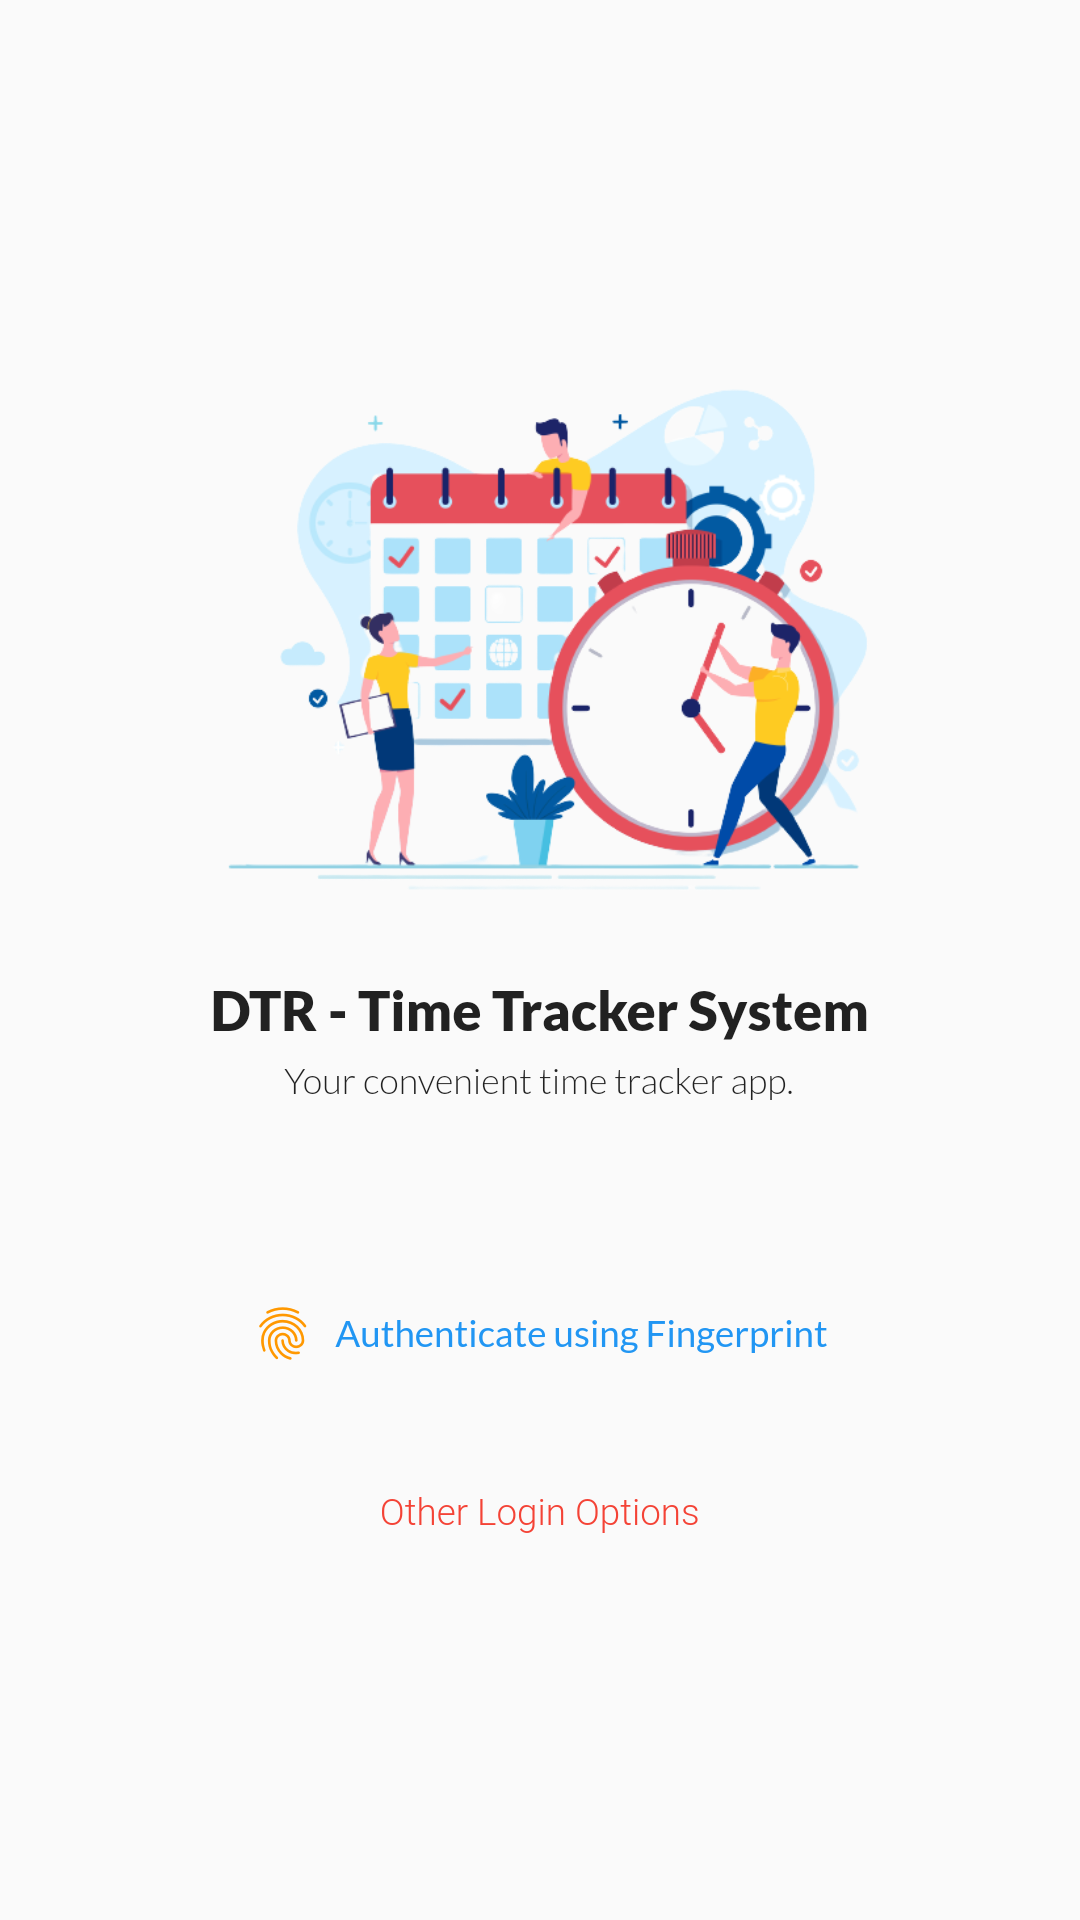 DTR - Time Tracker System
Your convenient time tracker app.
Authenticate using Fingerprint
Other Login Options